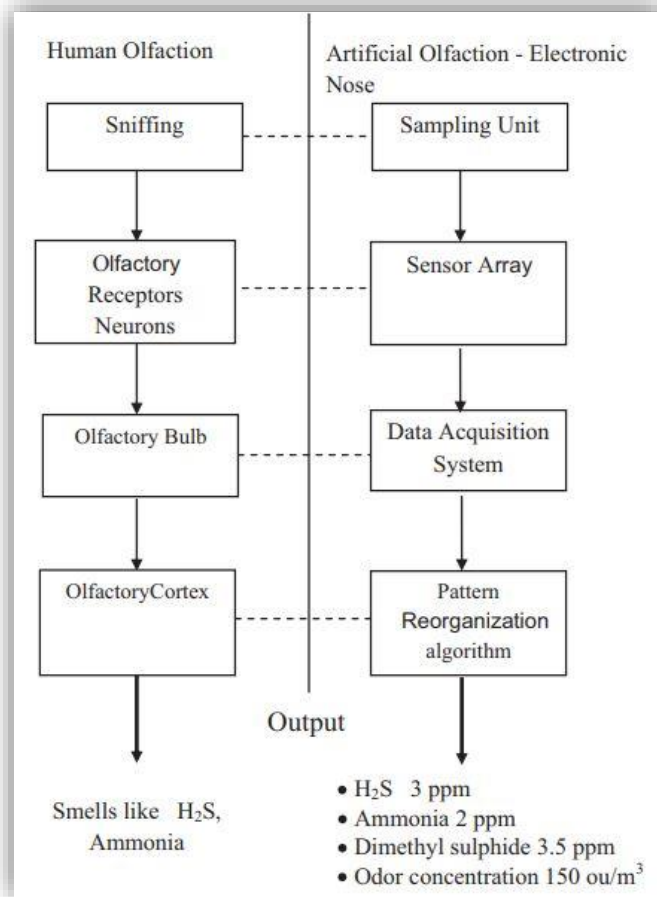 Human Olfaction
Artificial Olfaction - Electronic
Nose
Sniffing
Sampling Unit
Olfactory
Receptors
Neurons
Sensor Array
Olfactory Bulb
Data Acquisition
System
OlfactoryCortex
Pattern
Reorganization
algorithm
Output
Smells like H₂S,
Ammonia
• H₂S 3 ppm
• Ammonia 2 ppm
• Dimethyl sulphide 3.5 ppm
• Odor concentration 150 ou/m³